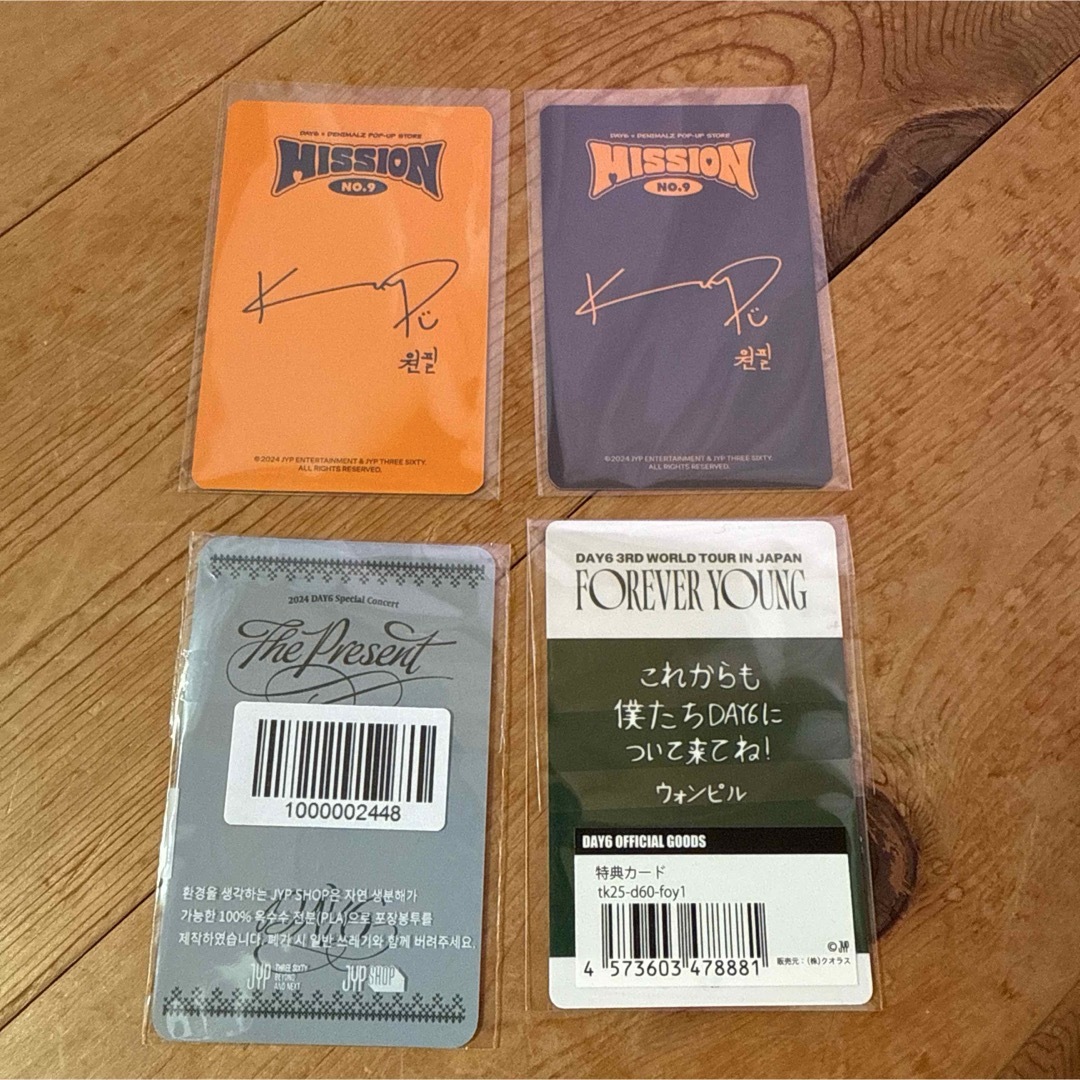 DAY6 × DENIMALZ POP-UP STORE
MISSION
NO.9
원필
©2024 JYP ENTERTAINMENT & JYP THREE SIXTY.
ALL RIGHTS RESERVED.
DAY6 × DENIMALZ POP-UP STORE
MISSION
NO.9
원필
©2024 JYP ENTERTAINMENT & JYP THREE SIXTY.
ALL RIGHTS RESERVED.
2024 DAY6 Special Concert
The Present
1000002448
환경을 생각하는 JYP SHOP은 자연 생분해가
가능한 100% 옥수수 전분(PLA)으로 포장봉투를
제작하였습니다. 폐기 시 일반 쓰레기와 함께 버려주세요.
JYP THREE SIXTY
BEYOND
AND NEXT
JYP SHOP
DAY6 3RD WORLD TOUR IN JAPAN
FOREVER YOUNG
これからも
僕たちDAY6に
ついて来てね!
ウォンピル
DAY6 OFFICIAL GOODS
特典カード
tk25-d60-foy1
4 573603 478881
© JYP
販売元:(株)クオラス